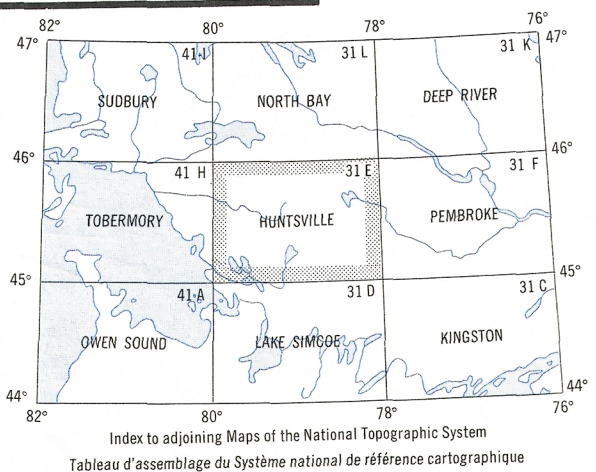 82° 80° 78° 76°
47° 41 I 31 L 31 K 47°
SUDBURY NORTH BAY DEEP RIVER
46° 41 H 31 E 31 F 46°
TOBERMORY HUNTSVILLE PEMBROKE
45° 41 A 31 D 31 C 45°
OWEN SOUND LAKE SIMCOE KINGSTON
44° 44°
82° 80° 78° 76°
Index to adjoining Maps of the National Topographic System
Tableau d'assemblage du Système national de référence cartographique